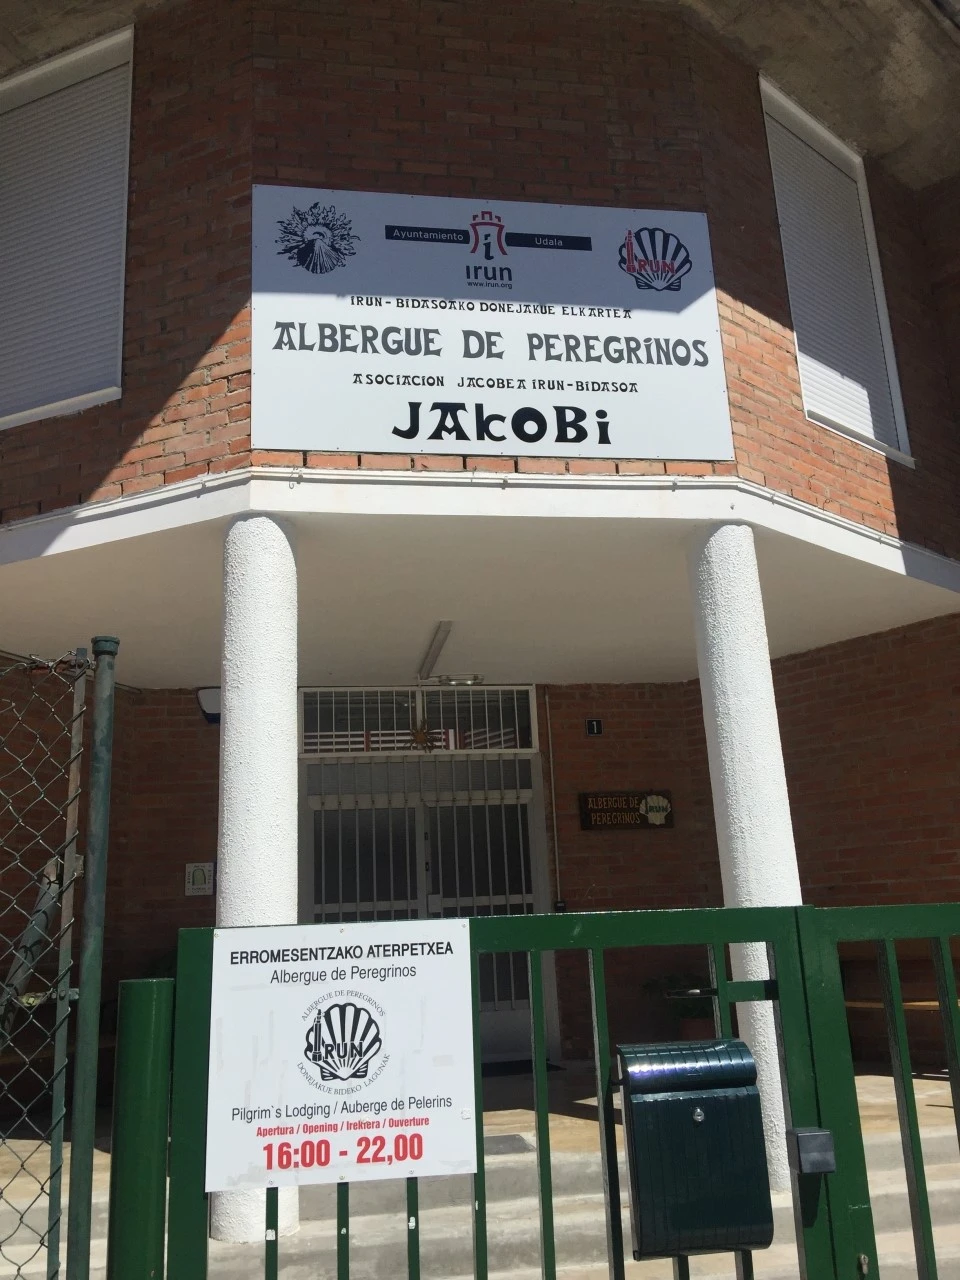 Ayuntamiento Udala
irun
www.irun.org
IRUN
IRUN-BIDASOAKO DONEJAKUE ELKARTEA
ALBERGUE DE PEREGRINOS
ASOCIACION JACOBEA IRUN-BIDASOA
JAKOBI
1
ALBERGUE DE
PEREGRINOS
IRUN
ERROMESENTZAKO ATERPETXEA
Albergue de Peregrinos
ALBERGUE DE PEREGRINOS
IRUN
DONEJAKUE BIDEKO LAGUNAK
Pilgrim`s Lodging / Auberge de Pelerins
Apertura / Opening / Irekrera / Ouverture
16:00 - 22,00